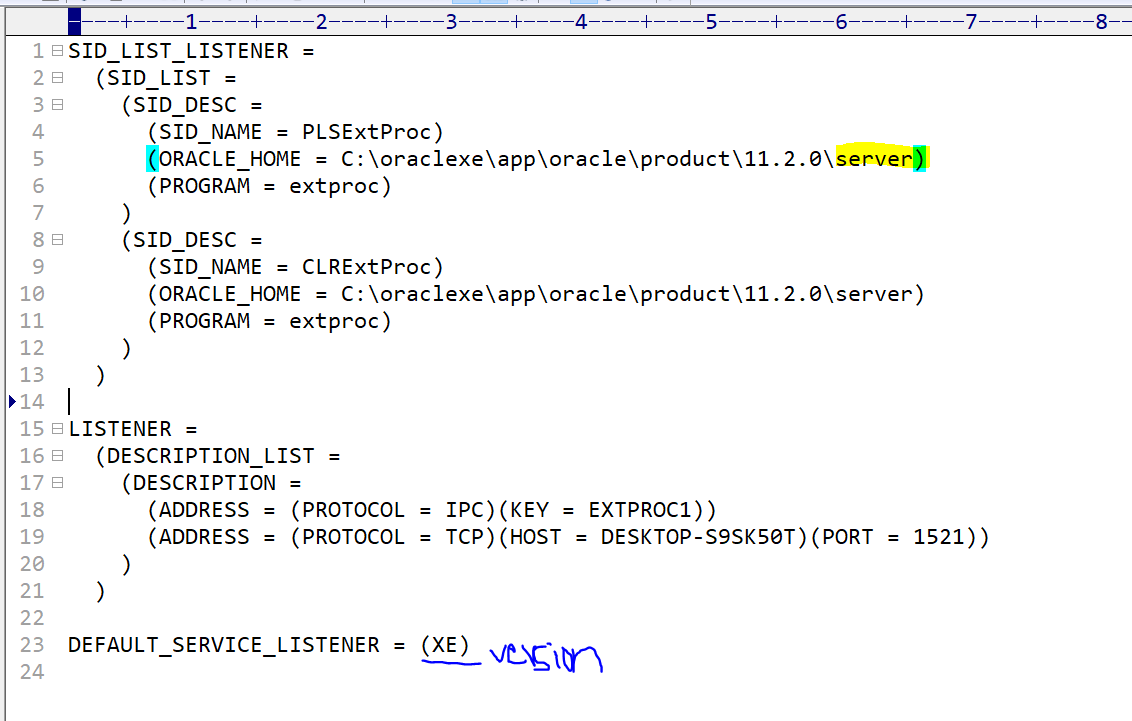 ----+----1----+----2----+----3----+----4----+----5----+----6----+----7----+----8--
1 SID_LIST_LISTENER =
2 (SID_LIST =
3 (SID_DESC =
4 (SID_NAME = PLSExtProc)
5 (ORACLE_HOME = C:\oraclexe\app\oracle\product\11.2.0\server)
6 (PROGRAM = extproc)
7 )
8 (SID_DESC =
9 (SID_NAME = CLRExtProc)
10 (ORACLE_HOME = C:\oraclexe\app\oracle\product\11.2.0\server)
11 (PROGRAM = extproc)
12 )
13 )
14
15 LISTENER =
16 (DESCRIPTION_LIST =
17 (DESCRIPTION =
18 (ADDRESS = (PROTOCOL = IPC)(KEY = EXTPROC1))
19 (ADDRESS = (PROTOCOL = TCP)(HOST = DESKTOP-S9SK50T)(PORT = 1521))
20 )
21 )
22
23 DEFAULT_SERVICE_LISTENER = (XE) version
24